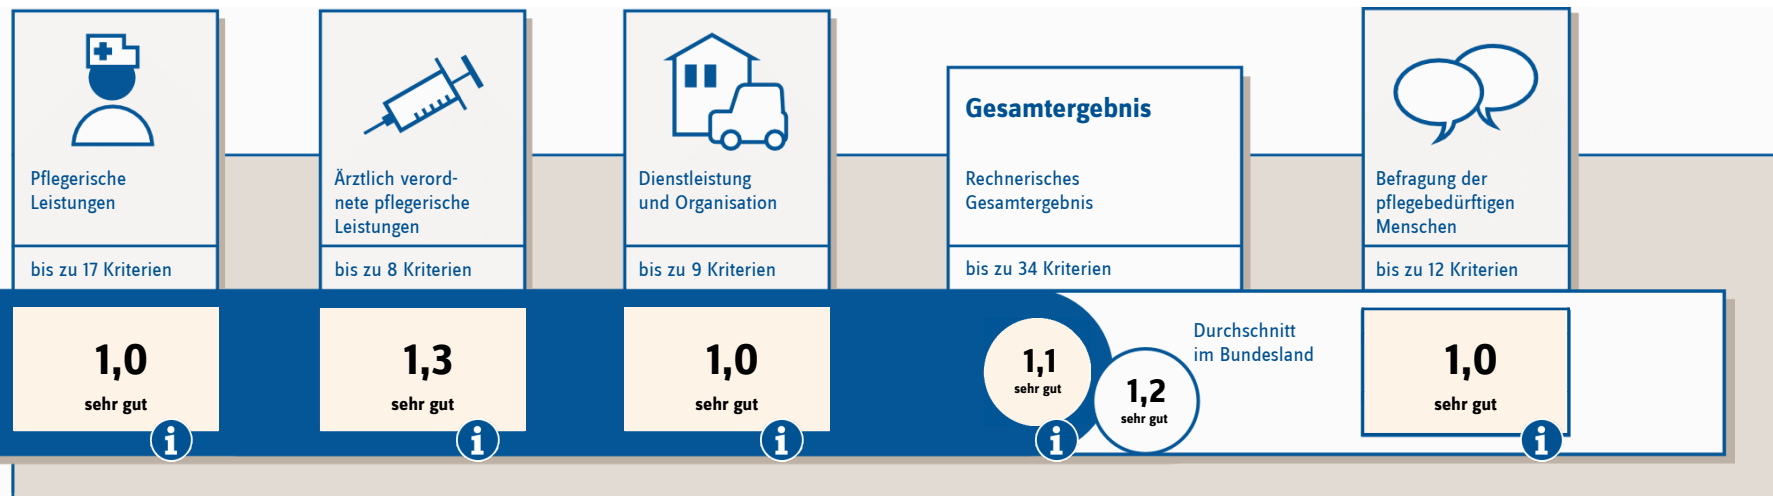 Pflegerische
Leistungen
bis zu 17 Kriterien
1,0
sehr gut
Ärztlich verord-
nete pflegerische
Leistungen
bis zu 8 Kriterien
1,3
sehr gut
Dienstleistung
und Organisation
bis zu 9 Kriterien
1,0
sehr gut
Gesamtergebnis
Rechnerisches
Gesamtergebnis
bis zu 34 Kriterien
1,1
sehr gut
1,2
sehr gut
Durchschnitt
im Bundesland
Befragung der
pflegebedürftigen
Menschen
bis zu 12 Kriterien
1,0
sehr gut